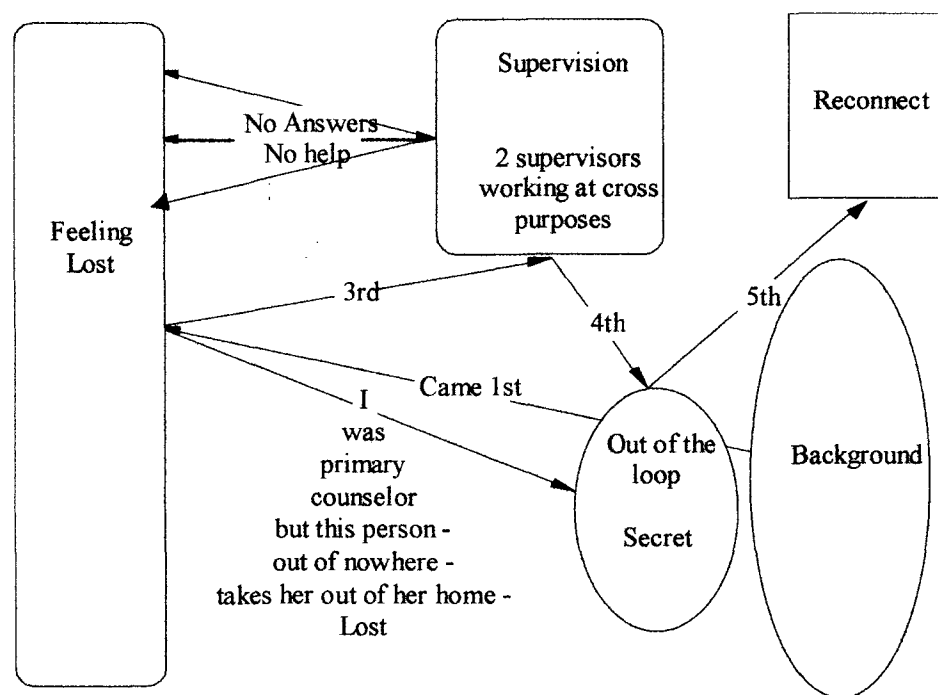 Supervision
Reconnect
No Answers
No help
2 supervisors
working at cross
purposes
Feeling
Lost
3rd
4th
5th
Came 1st
I
was
primary
counselor
but this person -
out of nowhere -
takes her out of her home -
Lost
Out of the
loop
Secret
Background